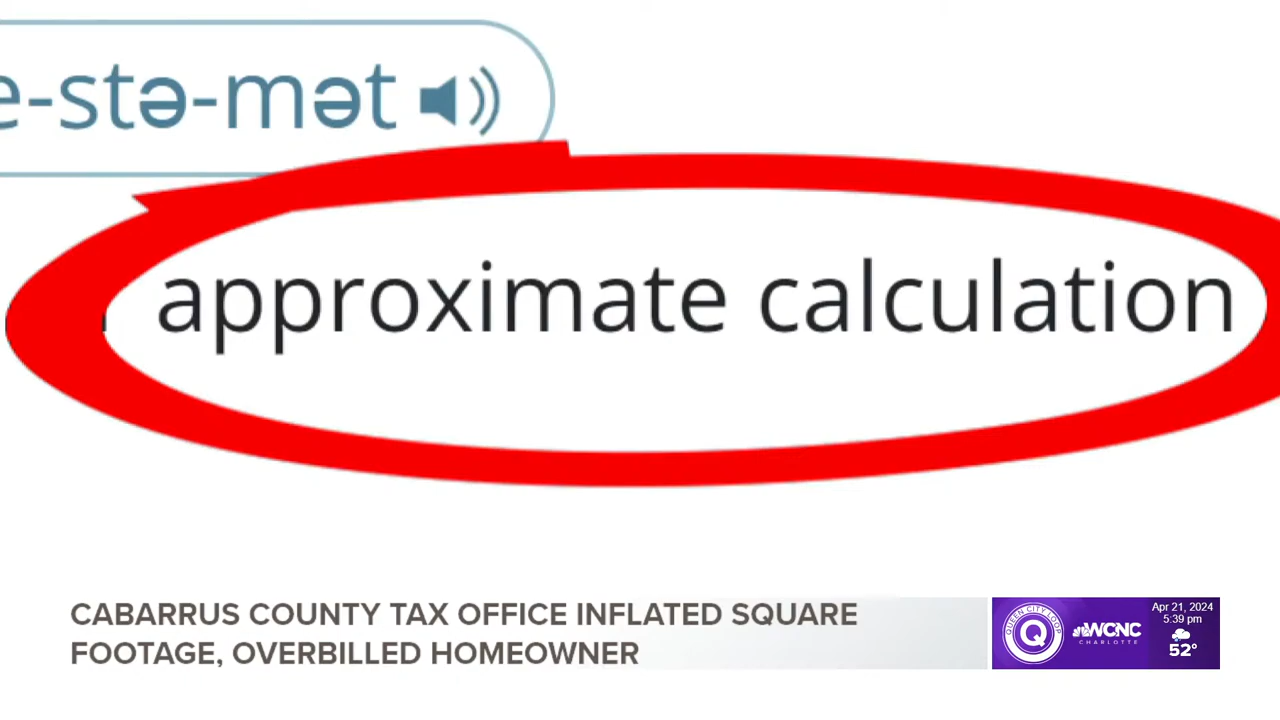 e-stə-mət
approximate calculation
CABARRUS COUNTY TAX OFFICE INFLATED SQUARE
FOOTAGE, OVERBILLED HOMEOWNER
QUEEN CITY LOOP
Q
WCNC
CHARLOTTE
Apr 21, 2024
5:39 pm
52°